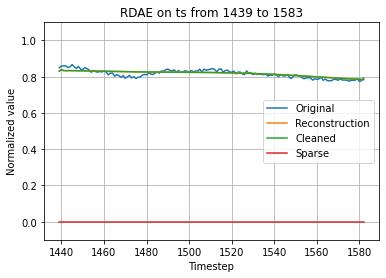 RDAE on ts from 1439 to 1583
Normalized value
1.0
0.8
0.6
0.4
0.2
0.0
Original
Reconstruction
Cleaned
Sparse
1440 1460 1480 1500 1520 1540 1560 1580
Timestep